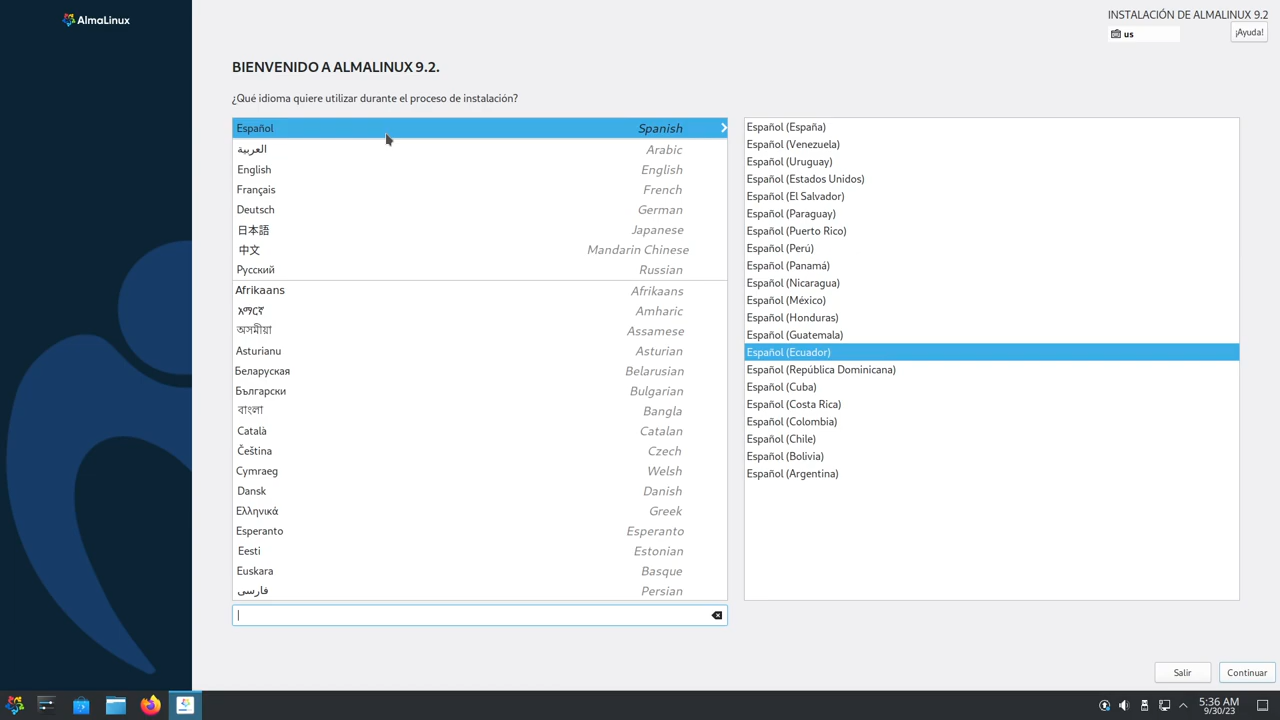 AlmaLinux
INSTALACIÓN DE ALMALINUX 9.2
us
¡Ayuda!
BIENVENIDO A ALMALINUX 9.2.
¿Qué idioma quiere utilizar durante el proceso de instalación?
Español Spanish
العربية Arabic
English English
Français French
Deutsch German
日本語 Japanese
中文 Mandarin Chinese
Русский Russian
Afrikaans Afrikaans
አማርኛ Amharic
অসমীয়া Assamese
Asturianu Asturian
Беларуская Belarusian
Български Bulgarian
বাংলা Bangla
Català Catalan
Čeština Czech
Cymraeg Welsh
Dansk Danish
Ελληνικά Greek
Esperanto Esperanto
Eesti Estonian
Euskara Basque
فارسی Persian
Español (España)
Español (Venezuela)
Español (Uruguay)
Español (Estados Unidos)
Español (El Salvador)
Español (Paraguay)
Español (Puerto Rico)
Español (Perú)
Español (Panamá)
Español (Nicaragua)
Español (México)
Español (Honduras)
Español (Guatemala)
Español (Ecuador)
Español (República Dominicana)
Español (Cuba)
Español (Costa Rica)
Español (Colombia)
Español (Chile)
Español (Bolivia)
Español (Argentina)
Salir
Continuar
5:36 AM
9/30/23